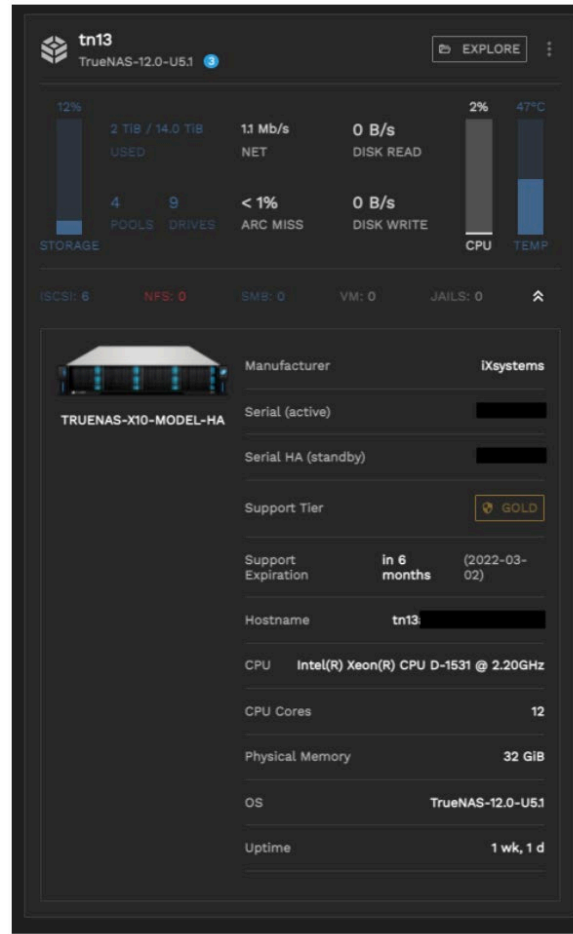 tn13
TrueNAS-12.0-U5.1 3
EXPLORE
12%
2 TiB / 14.0 TiB
USED
1.1 Mb/s
NET
0 B/s
DISK READ
2%
47°C
4
POOLS
9
DRIVES
< 1%
ARC MISS
0 B/s
DISK WRITE
STORAGE
CPU
TEMP
ISCSI: 6 NFS: 0 SMB: 0 VM: 0 JAILS: 0
TRUENAS-X10-MODEL-HA
Manufacturer iXsystems
Serial (active)
Serial HA (standby)
Support Tier GOLD
Support Expiration in 6 months (2022-03-02)
Hostname tn13
CPU Intel(R) Xeon(R) CPU D-1531 @ 2.20GHz
CPU Cores 12
Physical Memory 32 GiB
OS TrueNAS-12.0-U5.1
Uptime 1 wk, 1 d